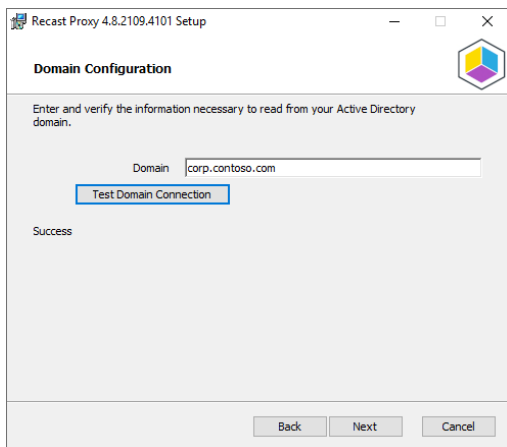 Recast Proxy 4.8.2109.4101 Setup
Domain Configuration
Enter and verify the information necessary to read from your Active Directory
domain.
Domain corp.contoso.com
Test Domain Connection
Success
Back Next Cancel